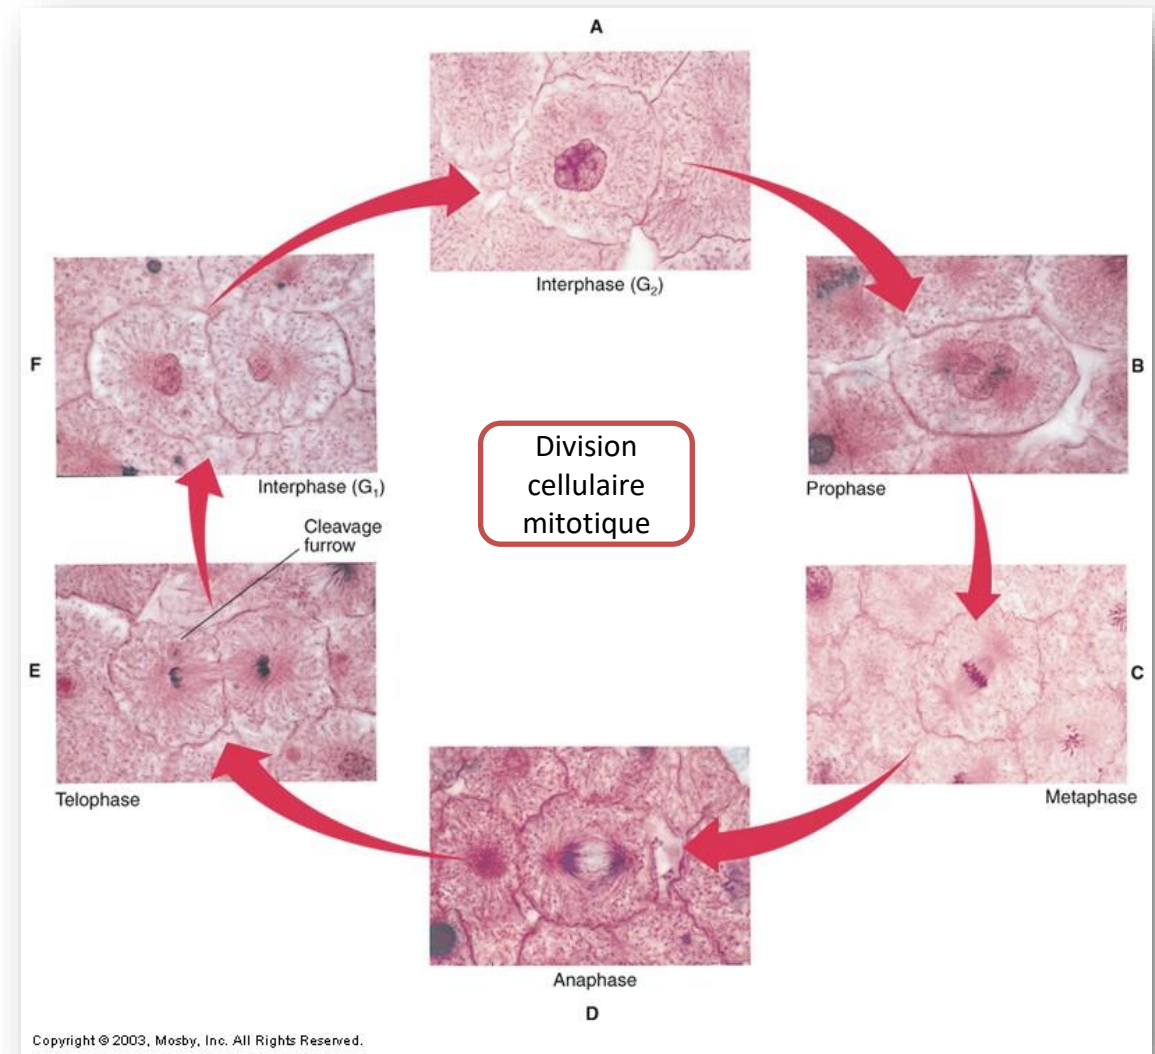 A
Interphase (G₂)
F
B
Division
cellulaire
mitotique
Interphase (G₁)
Prophase
Cleavage
furrow
E
C
Telophase
Metaphase
Anaphase
D
Copyright © 2003, Mosby, Inc. All Rights Reserved.